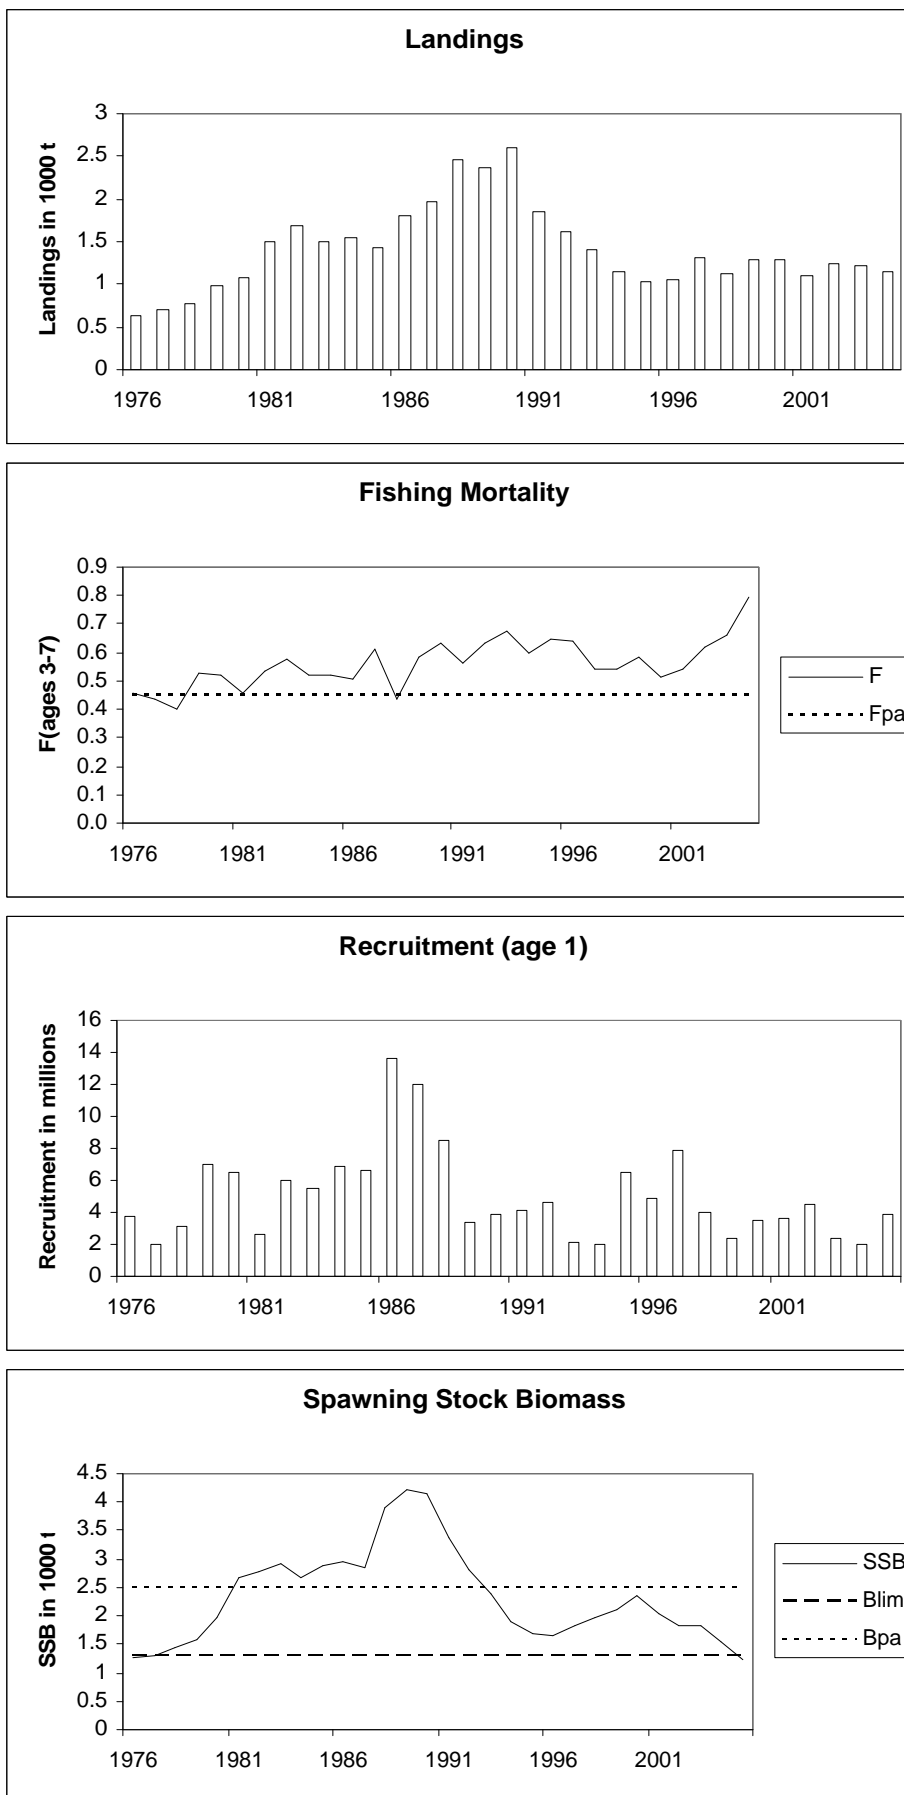 Landings
Landings in 1000 t
3
2.5
2
1.5
1
0.5
0
1976 1981 1986 1991 1996 2001
Fishing Mortality
F(ages 3-7)
0.9
0.8
0.7
0.6
0.5
0.4
0.3
0.2
0.1
0.0
1976 1981 1986 1991 1996 2001
F
Fpa
Recruitment (age 1)
Recruitment in millions
16
14
12
10
8
6
4
2
0
1976 1981 1986 1991 1996 2001
Spawning Stock Biomass
SSB in 1000 t
4.5
4
3.5
3
2.5
2
1.5
1
0.5
0
1976 1981 1986 1991 1996 2001
SSB
Blim
Bpa